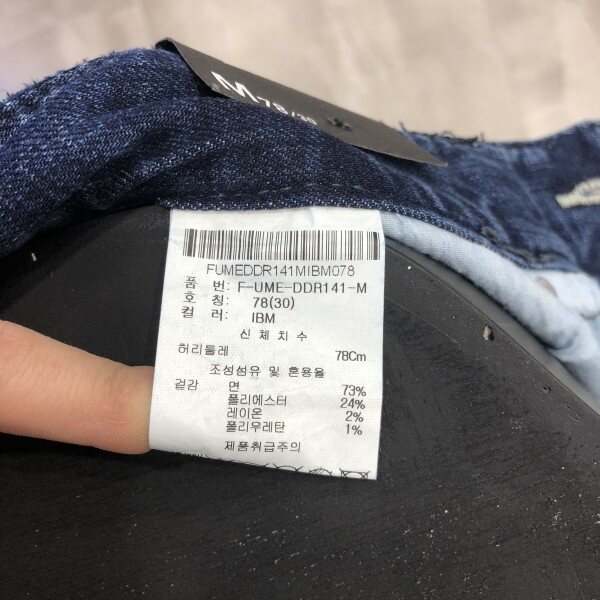 M 78/30
FUMEDDR141MIBM078
품 번: F-UME-DDR141-M
호 칭: 78(30)
컬 러: IBM
신 체 치 수
허리둘레 78Cm
조성섬유 및 혼용율
겉감 면 73%
폴리에스터 24%
레이온 2%
폴리우레탄 1%
제품취급주의